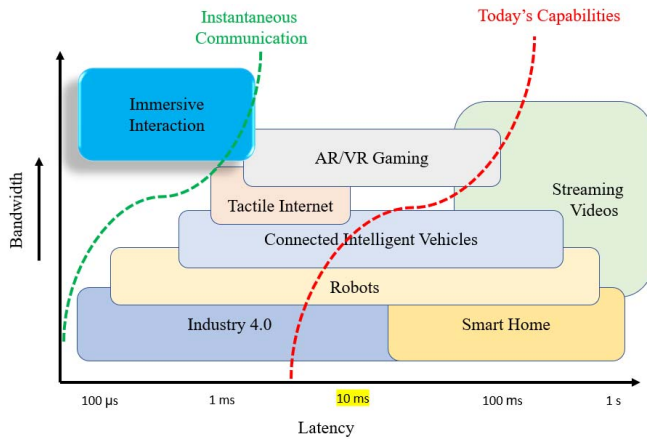 Instantaneous
Communication
Today's Capabilities
Immersive
Interaction
AR/VR Gaming
Streaming
Videos
Tactile Internet
Connected Intelligent Vehicles
Robots
Industry 4.0
Smart Home
Bandwidth
100 µs
1 ms
10 ms
100 ms
1 s
Latency